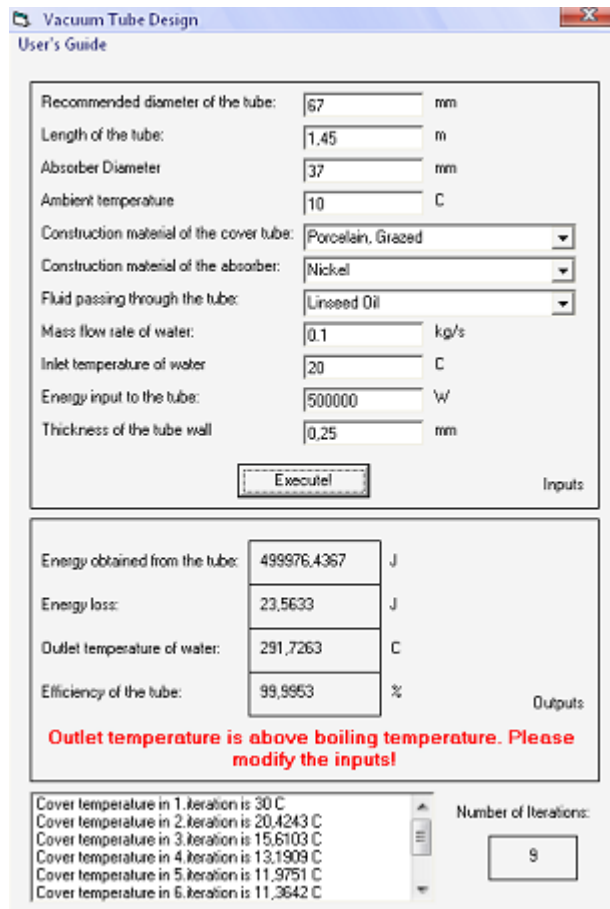 Vacuum Tube Design
User's Guide
Recommended diameter of the tube: 67 mm
Length of the tube: 1,45 m
Absorber Diameter 37 mm
Ambient temperature 10 C
Construction material of the cover tube: Porcelain, Grazed
Construction material of the absorber: Nickel
Fluid passing through the tube: Linseed Oil
Mass flow rate of water: 0.1 kg/s
Inlet temperature of water 20 C
Energy input to the tube: 500000 W
Thickness of the tube wall 0,25 mm
Execute!
Inputs
Energy obtained from the tube: 499976,4367 J
Energy loss: 23,5633 J
Outlet temperature of water: 291,7263 C
Efficiency of the tube: 99,9953 %
Outputs
Outlet temperature is above boiling temperature. Please
modify the inputs!
Cover temperature in 1.iteration is 30 C
Cover temperature in 2.iteration is 20,4243 C
Cover temperature in 3.iteration is 15,6103 C
Cover temperature in 4.iteration is 13,1909 C
Cover temperature in 5.iteration is 11,9751 C
Cover temperature in 6.iteration is 11,3642 C
Number of Iterations:
9